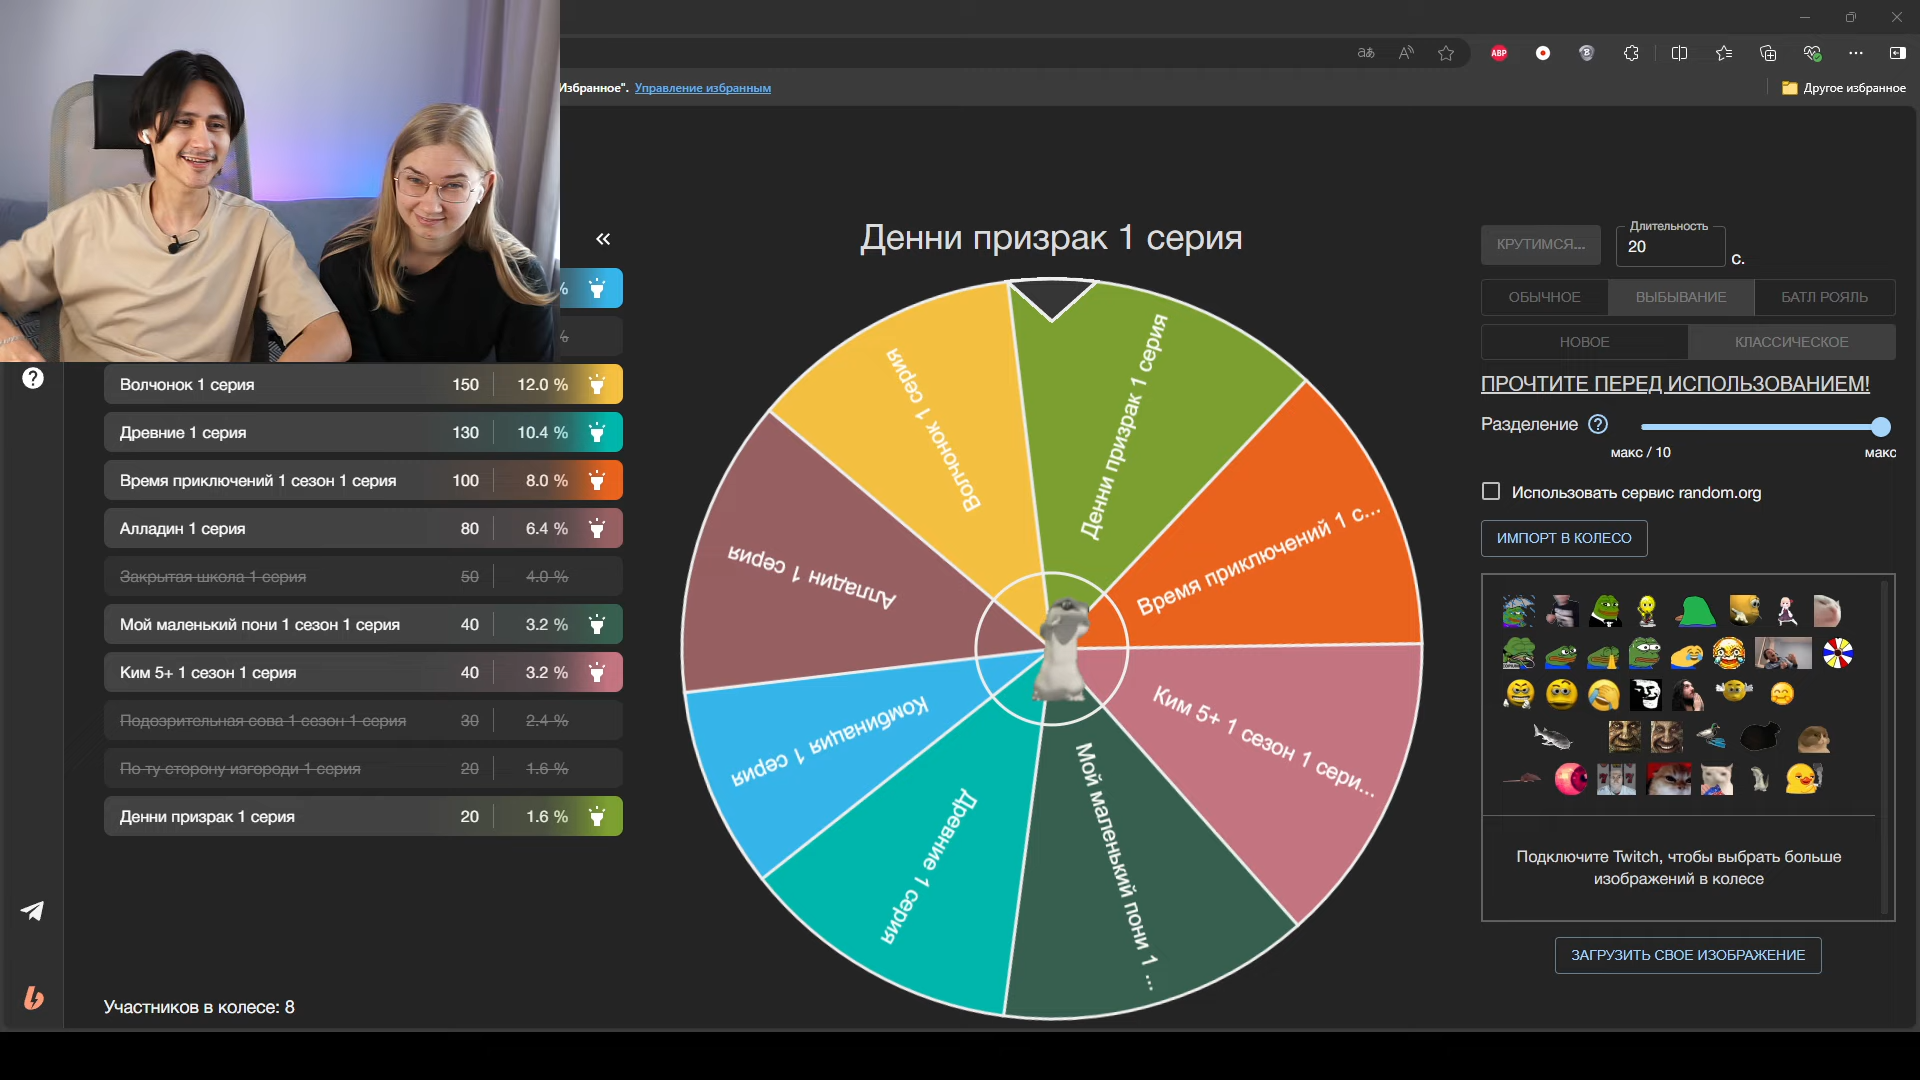 Избранное". Управление избранным
Другое избранное
ABP
Денни призрак 1 серия
КРУТИМСЯ...
Длительность
20
с.
%
ОБЫЧНОЕ
ВЫБЫВАНИЕ
БАТЛ РОЯЛЬ
%
НОВОЕ
КЛАССИЧЕСКОЕ
Волчонок 1 серия 150 12.0 %
Древние 1 серия 130 10.4 %
Время приключений 1 сезон 1 серия 100 8.0 %
Алладин 1 серия 80 6.4 %
Закрытая школа 1 серия 50 4.0 %
Мой маленький пони 1 сезон 1 серия 40 3.2 %
Ким 5+ 1 сезон 1 серия 40 3.2 %
Подозрительная сова 1 сезон 1 серия 30 2.4 %
По ту сторону изгороди 1 серия 20 1.6 %
Денни призрак 1 серия 20 1.6 %
Участников в колесе: 8
Волчонок 1 серия
Денни призрак 1 серия
Время приключений 1 с...
Ким 5+ 1 сезон 1 сери...
Мой маленький пони 1 ...
Древние 1 серия
Комбинация 1 серия
Алладин 1 серия
ПРОЧТИТЕ ПЕРЕД ИСПОЛЬЗОВАНИЕМ!
Разделение
макс / 10
макс
Использовать сервис random.org
ИМПОРТ В КОЛЕСО
Подключите Twitch, чтобы выбрать больше
изображений в колесе
ЗАГРУЗИТЬ СВОЕ ИЗОБРАЖЕНИЕ